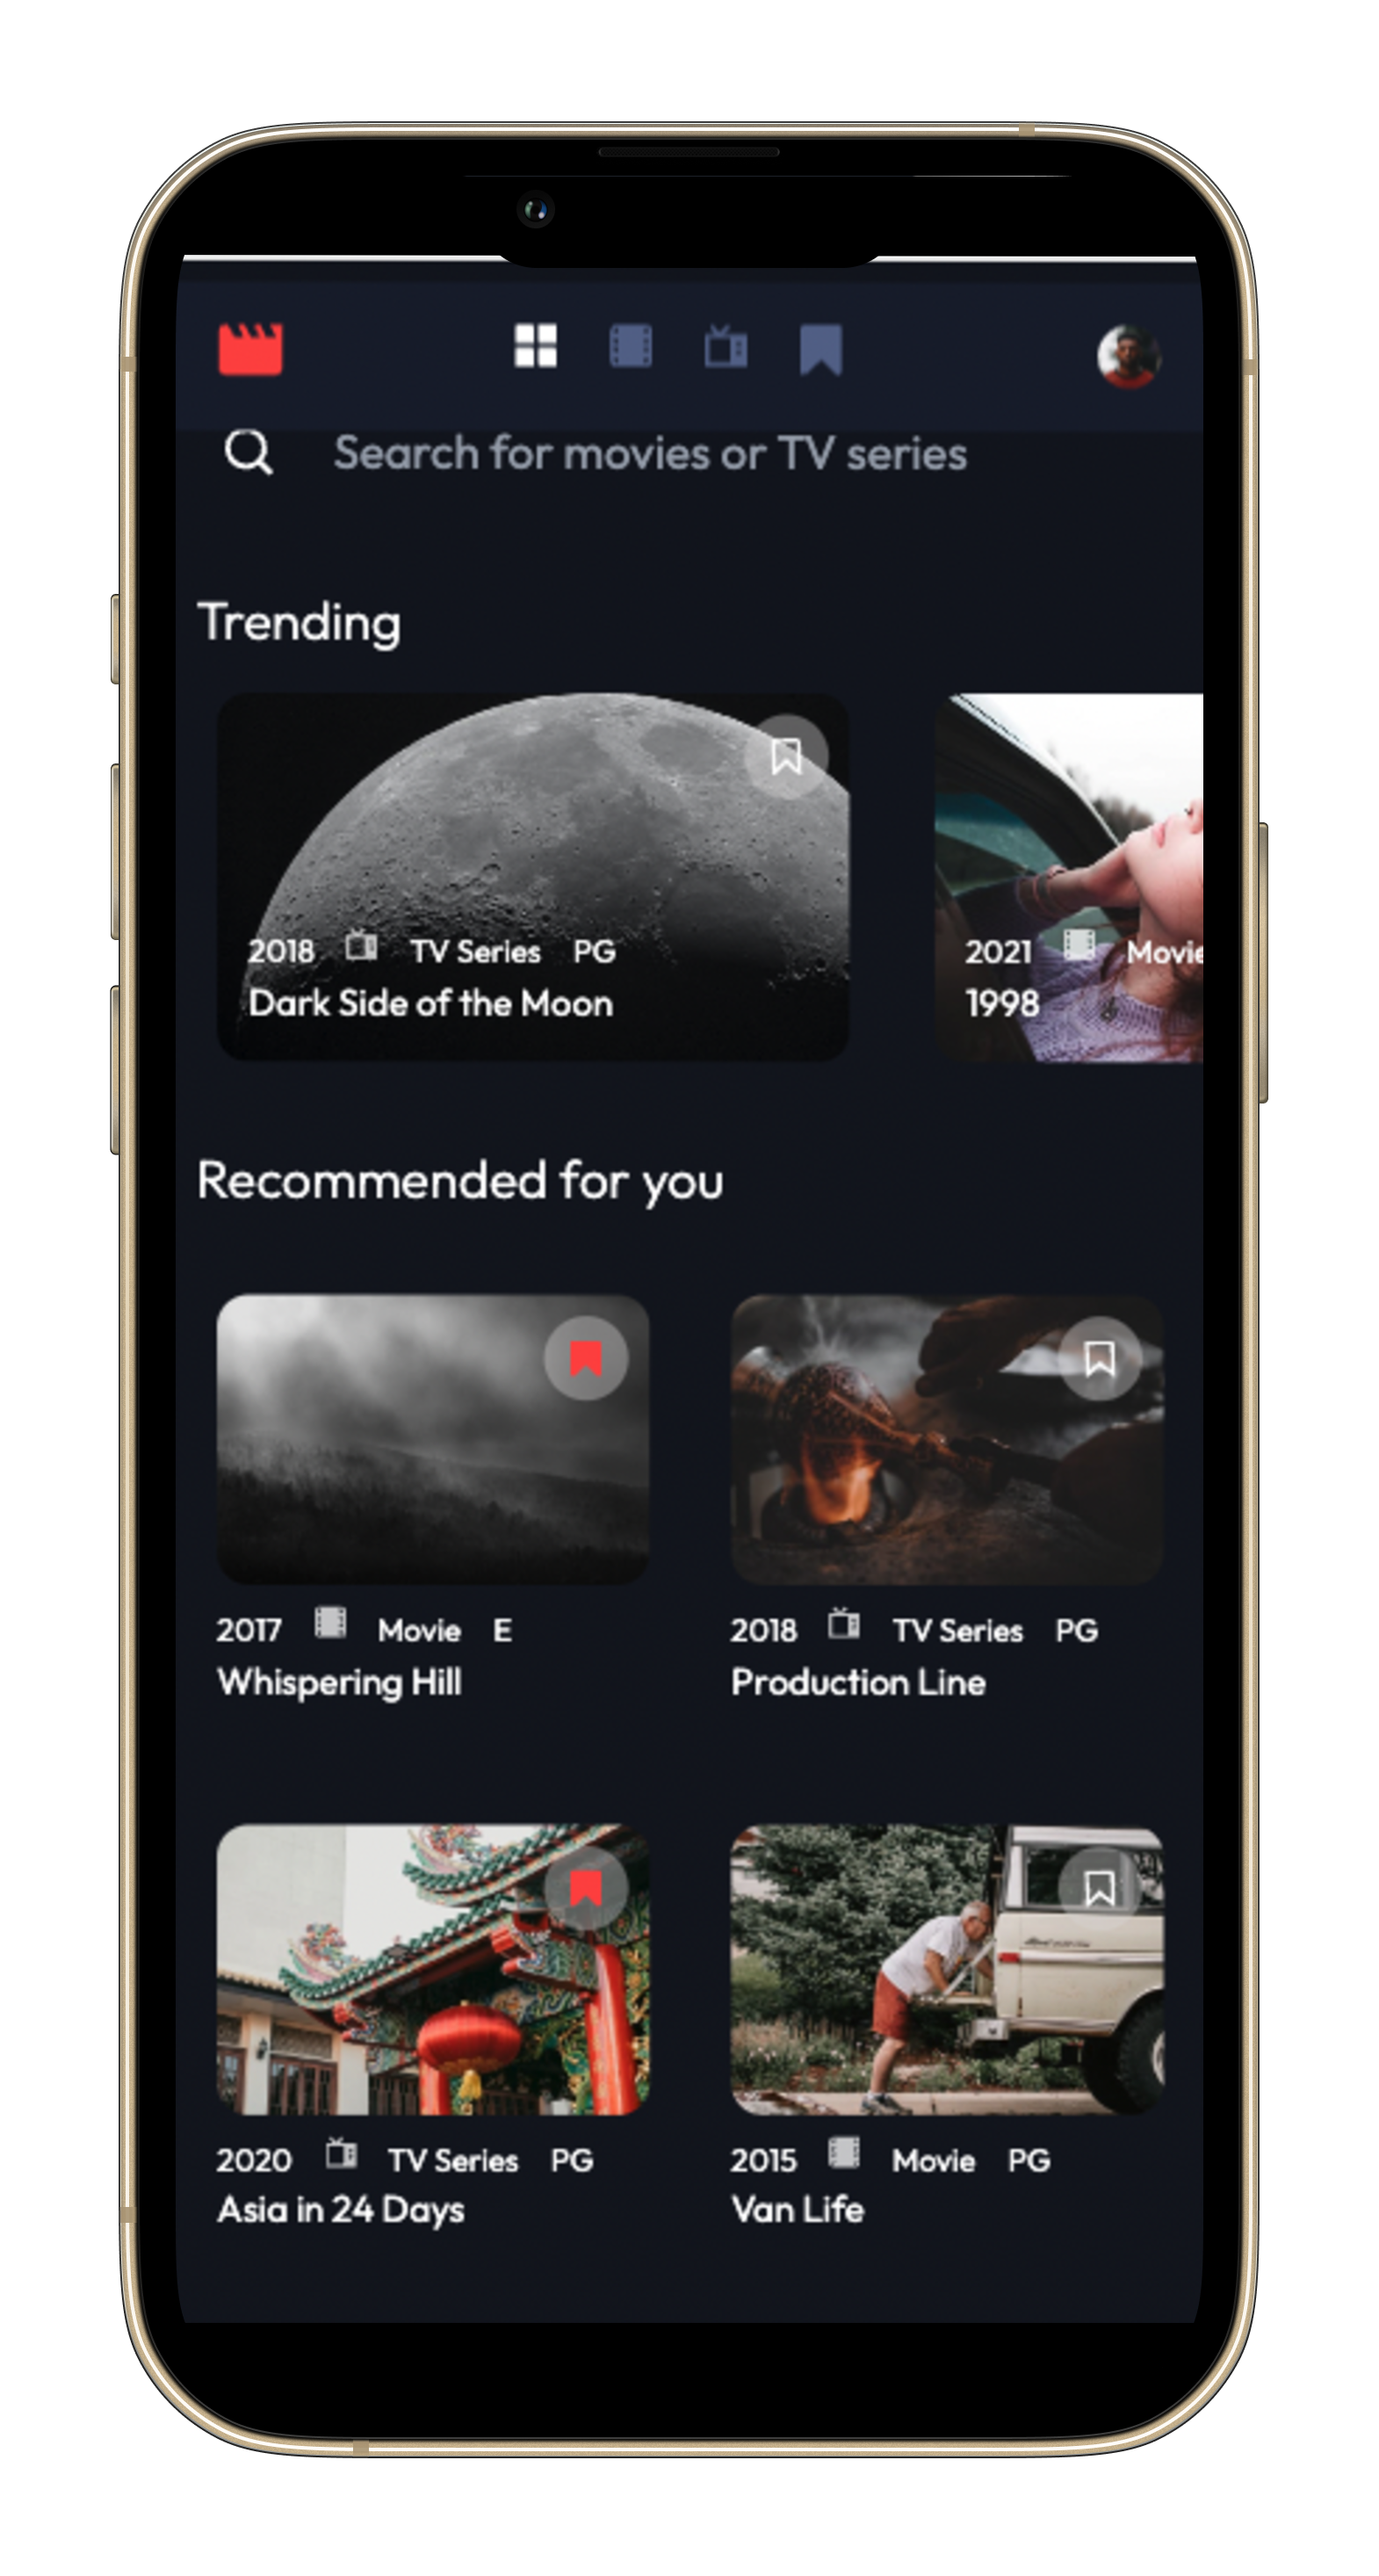 Search for movies or TV series
Trending
2018 TV Series PG
Dark Side of the Moon
2021 Movie
1998
Recommended for you
2017 Movie E
Whispering Hill
2018 TV Series PG
Production Line
2020 TV Series PG
Asia in 24 Days
2015 Movie PG
Van Life